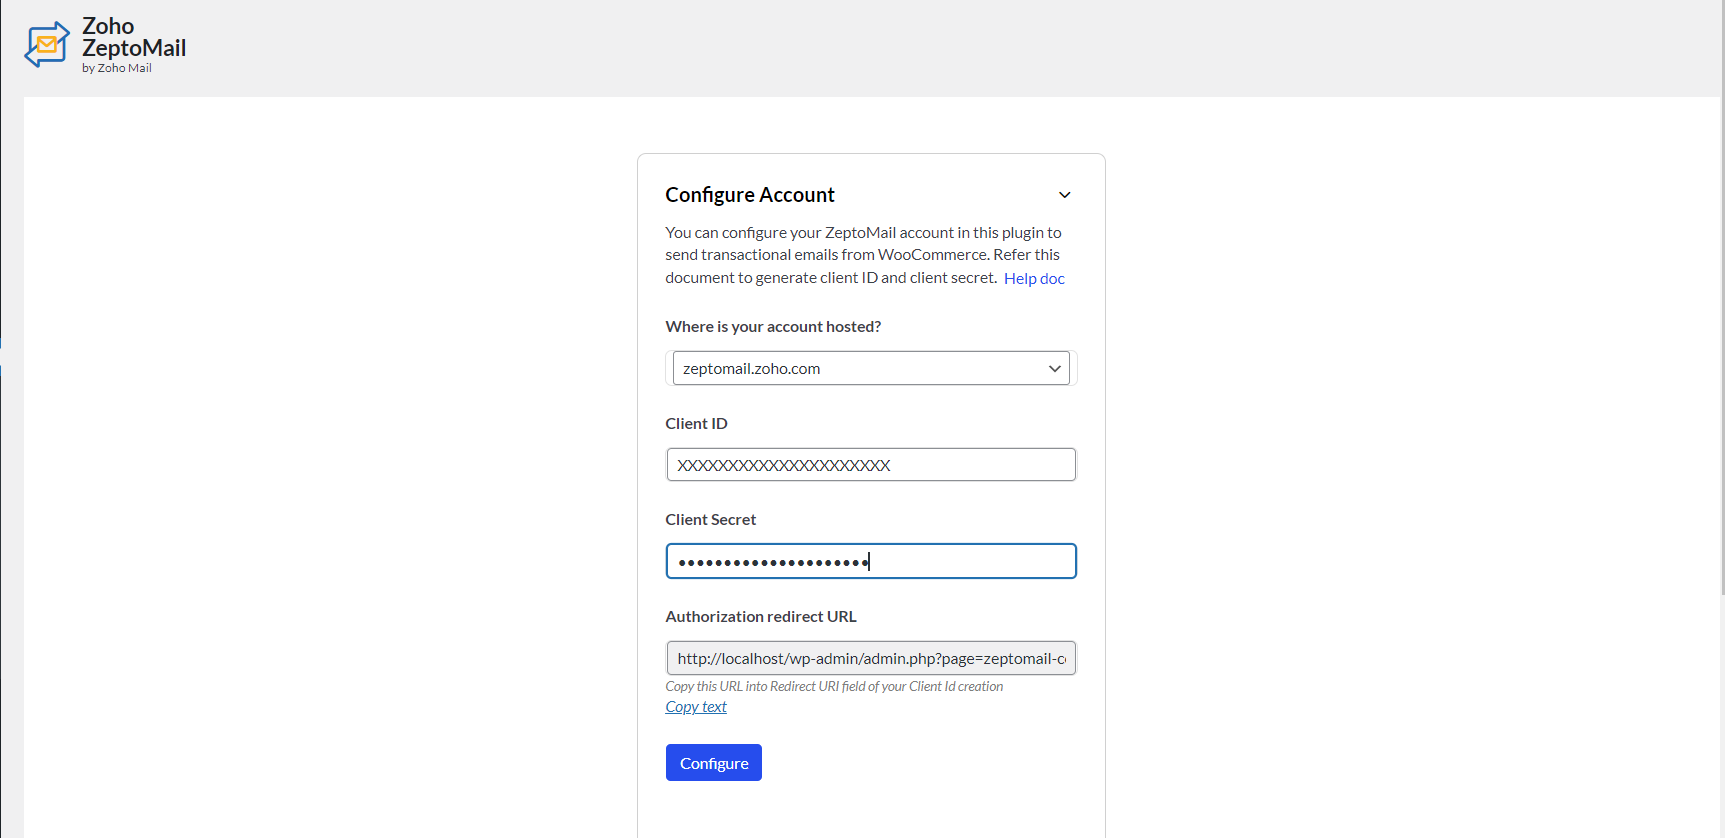 Zoho
ZeptoMail
by Zoho Mail
Configure Account
You can configure your ZeptoMail account in this plugin to
send transactional emails from WooCommerce. Refer this
document to generate client ID and client secret. Help doc
Where is your account hosted?
zeptomail.zoho.com
Client ID
XXXXXXXXXXXXXXXXXXXXX
Client Secret
•••••••••••••••••••••
Authorization redirect URL
http://localhost/wp-admin/admin.php?page=zeptomail-c
Copy this URL into Redirect URI field of your Client Id creation
Copy text
Configure